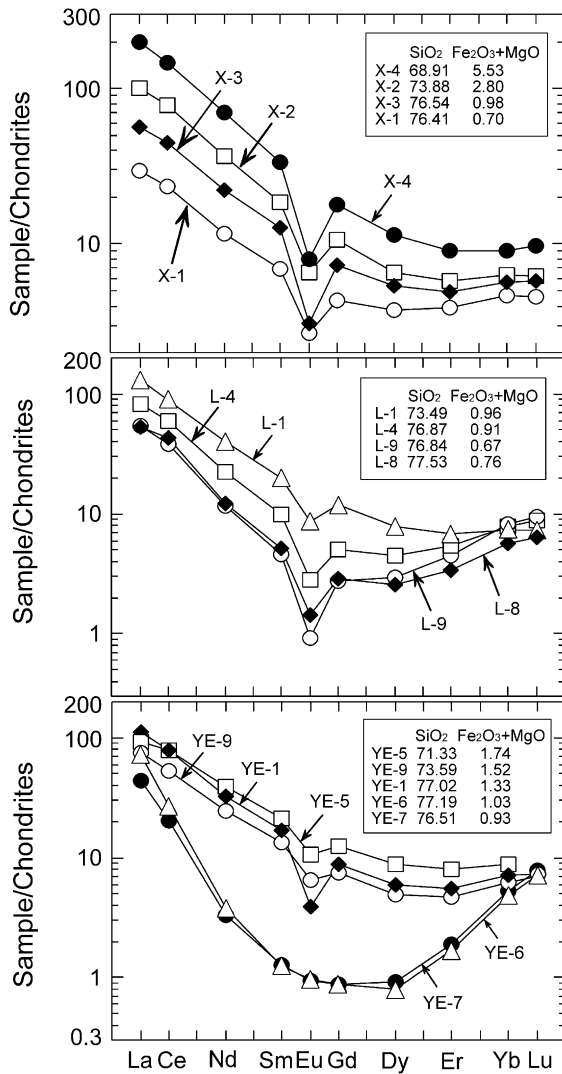 300
SiO₂ Fe₂O₃+MgO
X-4 68.91 5.53
X-2 73.88 2.80
X-3 76.54 0.98
X-1 76.41 0.70
X-3
100
X-2
X-4
10
X-1
Sample/Chondrites
SiO₂ Fe₂O₃+MgO
L-1 73.49 0.96
L-4 76.87 0.91
L-9 76.84 0.67
L-8 77.53 0.76
100
L-4
L-1
10
L-8
L-9
1
Sample/Chondrites
200
SiO₂ Fe₂O₃+MgO
YE-5 71.33 1.74
YE-9 73.59 1.52
YE-1 77.02 1.33
YE-6 77.19 1.03
YE-7 76.51 0.93
100
YE-9
YE-1
YE-5
10
YE-6
YE-7
1
0.3
Sample/Chondrites
La Ce Nd Sm Eu Gd Dy Er Yb Lu